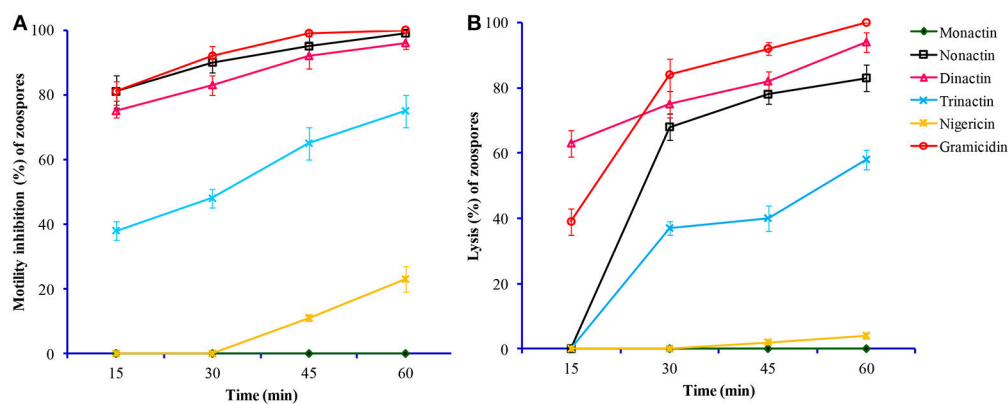 A
Motility inhibition (%) of zoospores
100
80
60
40
20
0
15 30 45 60
Time (min)
B
Lysis (%) of zoospores
100
80
60
40
20
0
15 30 45 60
Time (min)
Monactin
Nonactin
Dinactin
Trinactin
Nigericin
Gramicidin